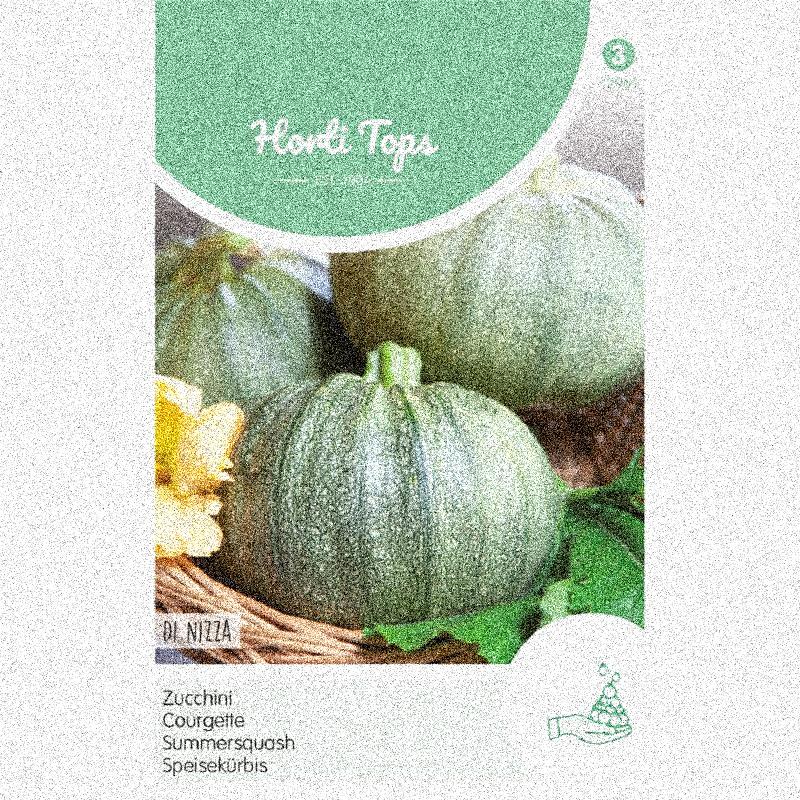 3
Horti Tops
DI NIZZA
Zucchini
Courgette
Summersquash
Speisekürbis